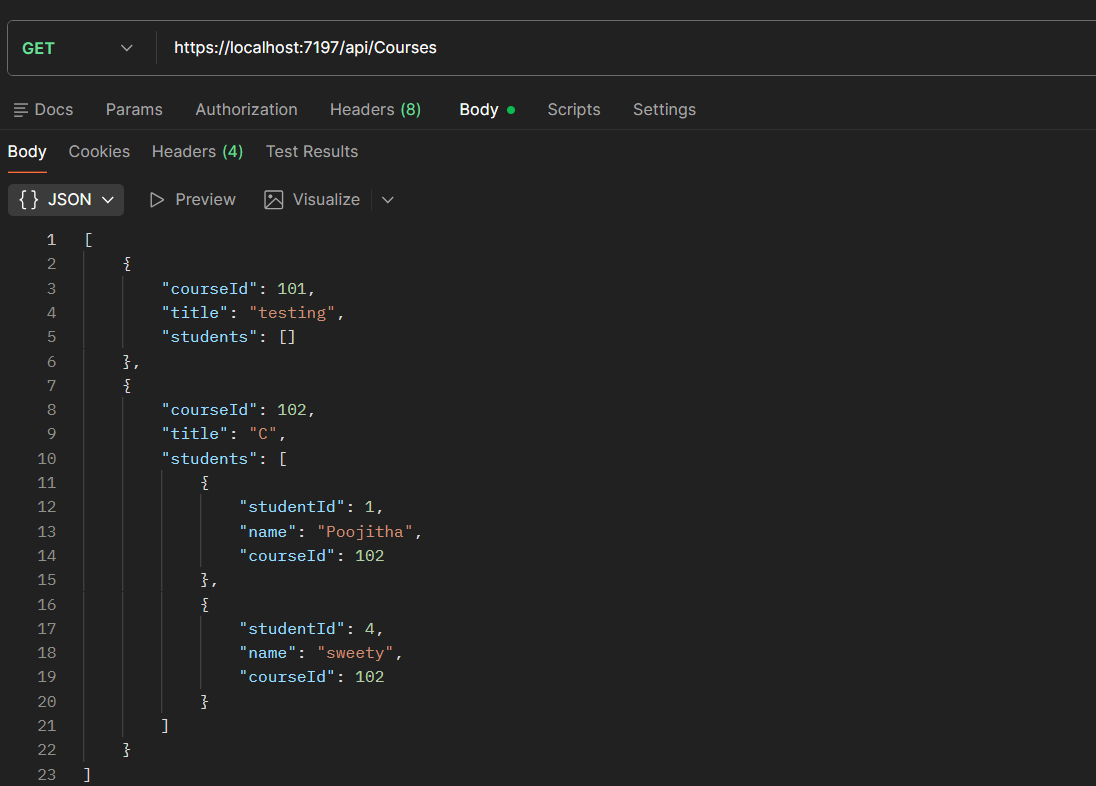 GET https://localhost:7197/api/Courses
Docs Params Authorization Headers (8) Body Scripts Settings
Body Cookies Headers (4) Test Results
{} JSON Preview Visualize
1 [
2 {
3 "courseId": 101,
4 "title": "testing",
5 "students": []
6 },
7 {
8 "courseId": 102,
9 "title": "C",
10 "students": [
11 {
12 "studentId": 1,
13 "name": "Poojitha",
14 "courseId": 102
15 },
16 {
17 "studentId": 4,
18 "name": "sweety",
19 "courseId": 102
20 }
21 ]
22 }
23 ]